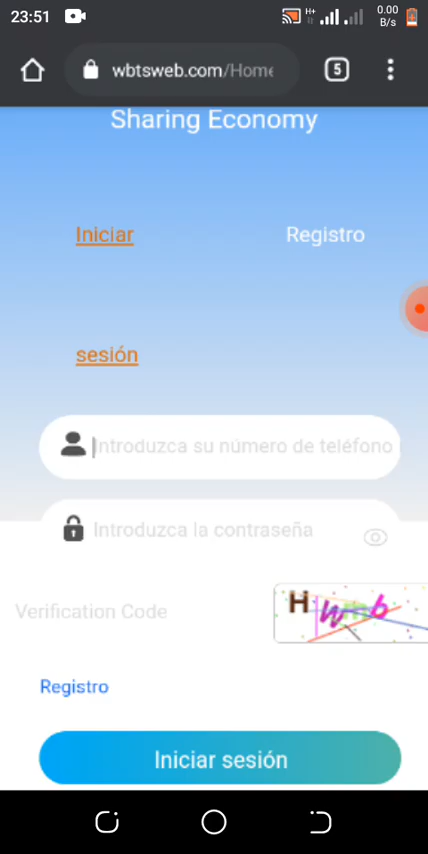 23:51 H+ 0.00 B/s
wbtsweb.com/Home 5
Sharing Economy
Iniciar Registro
sesión
Introduzca su número de teléfono
Introduzca la contraseña
Verification Code H W m b
Registro
Iniciar sesión